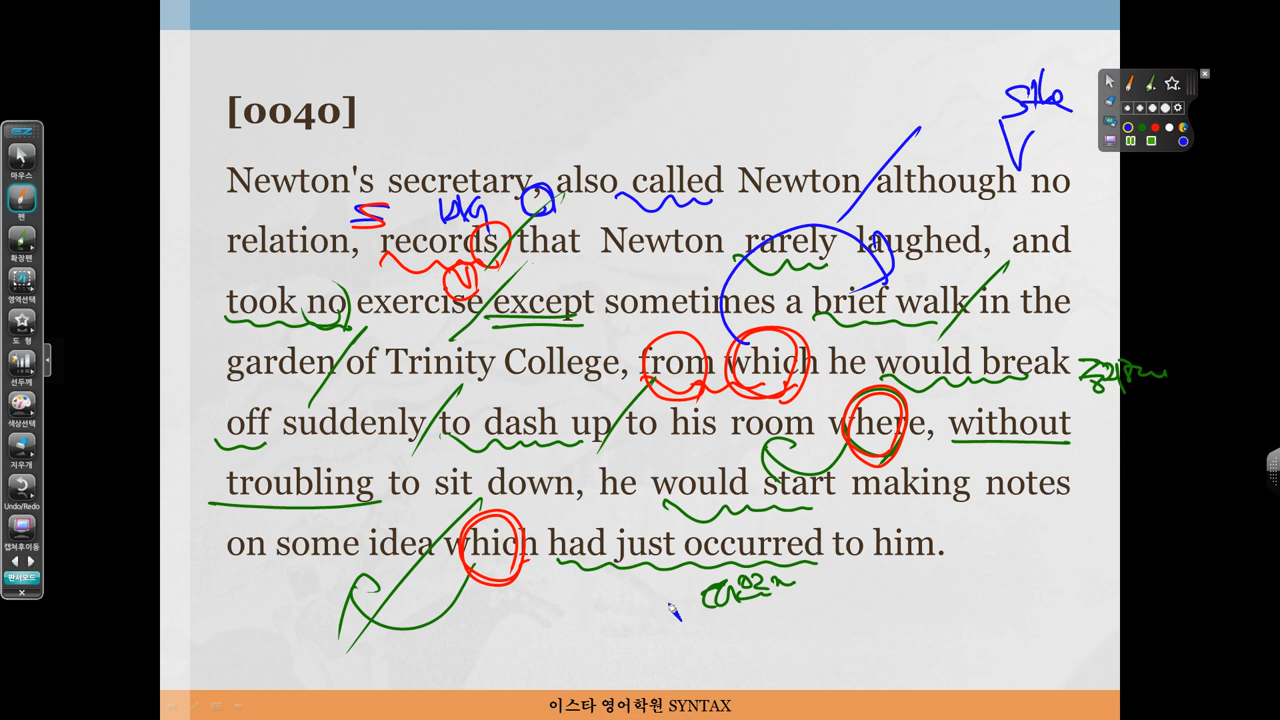 [0040]
Newton's secretary, also called Newton although no
relation, records that Newton rarely laughed, and
took no exercise except sometimes a brief walk in the
garden of Trinity College, from which he would break
off suddenly to dash up to his room where, without
troubling to sit down, he would start making notes
on some idea which had just occurred to him.
이스타 영어학원 SYNTAX
EZ
마우스
펜
확장펜
영역선택
도 형
선두께
색상선택
지우개
Undo/Redo
캡쳐후이동
판서모드